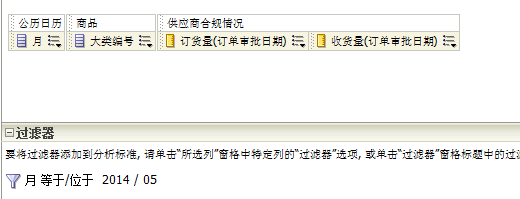 公历日历 商品 供应商合规情况
月 大类编号 订货量(订单审批日期) 收货量(订单审批日期)
过滤器
要将过滤器添加到分析标准, 请单击“所选列”窗格中特定列的“过滤器”选项, 或单击“过滤器”窗格标题中的过滤
月 等于/位于 2014 / 05